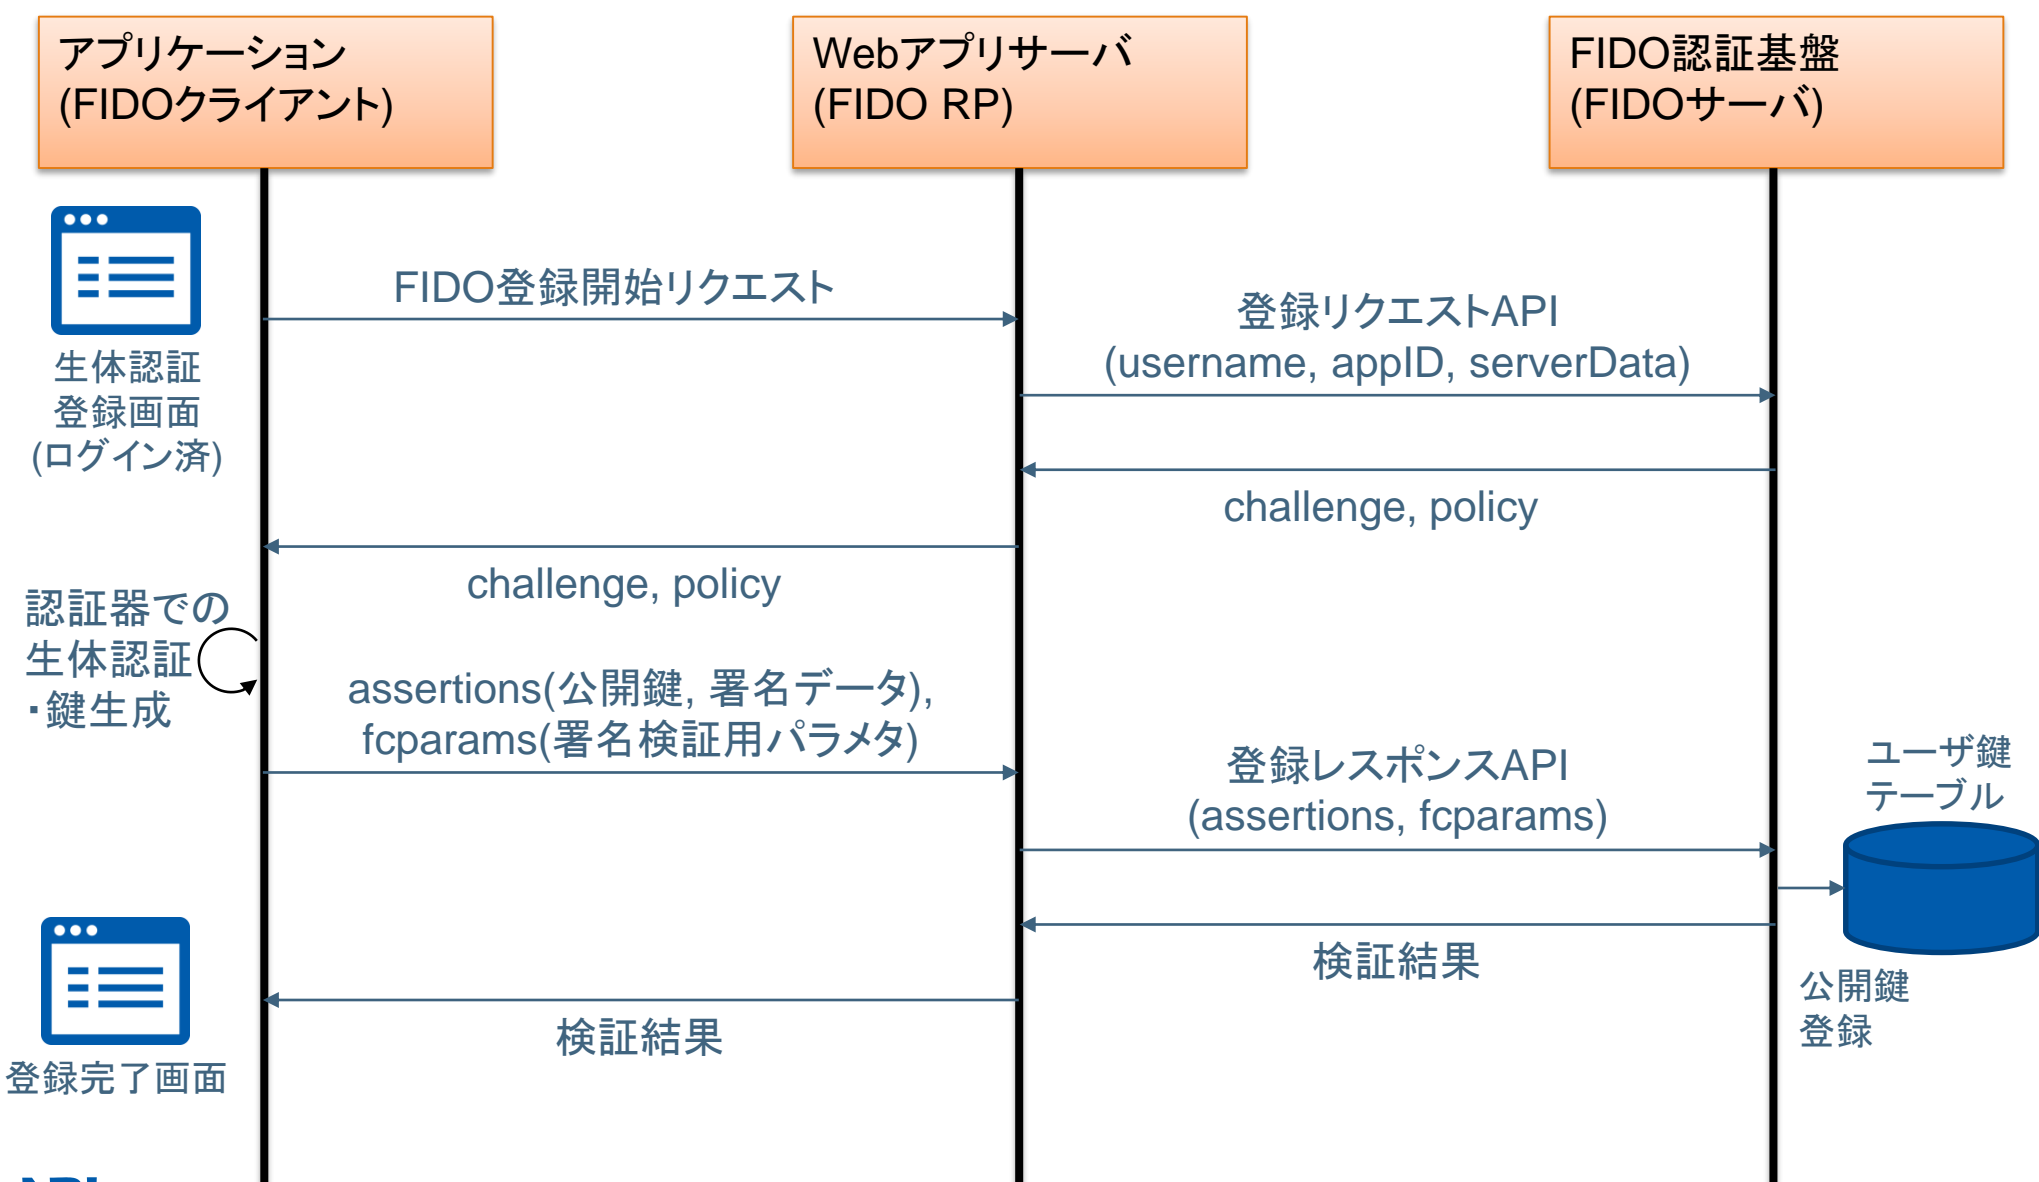 アプリケーション
(FIDOクライアント)
Webアプリサーバ
(FIDO RP)
FIDO認証基盤
(FIDOサーバ)
FIDO登録開始リクエスト
生体認証
登録画面
(ログイン済)
登録リクエストAPI
(username, appID, serverData)
challenge, policy
challenge, policy
認証器での
生体認証
・鍵生成
assertions(公開鍵, 署名データ),
fcparams(署名検証用パラメタ)
登録レスポンスAPI
(assertions, fcparams)
ユーザ鍵
テーブル
検証結果
公開鍵
登録
検証結果
登録完了画面